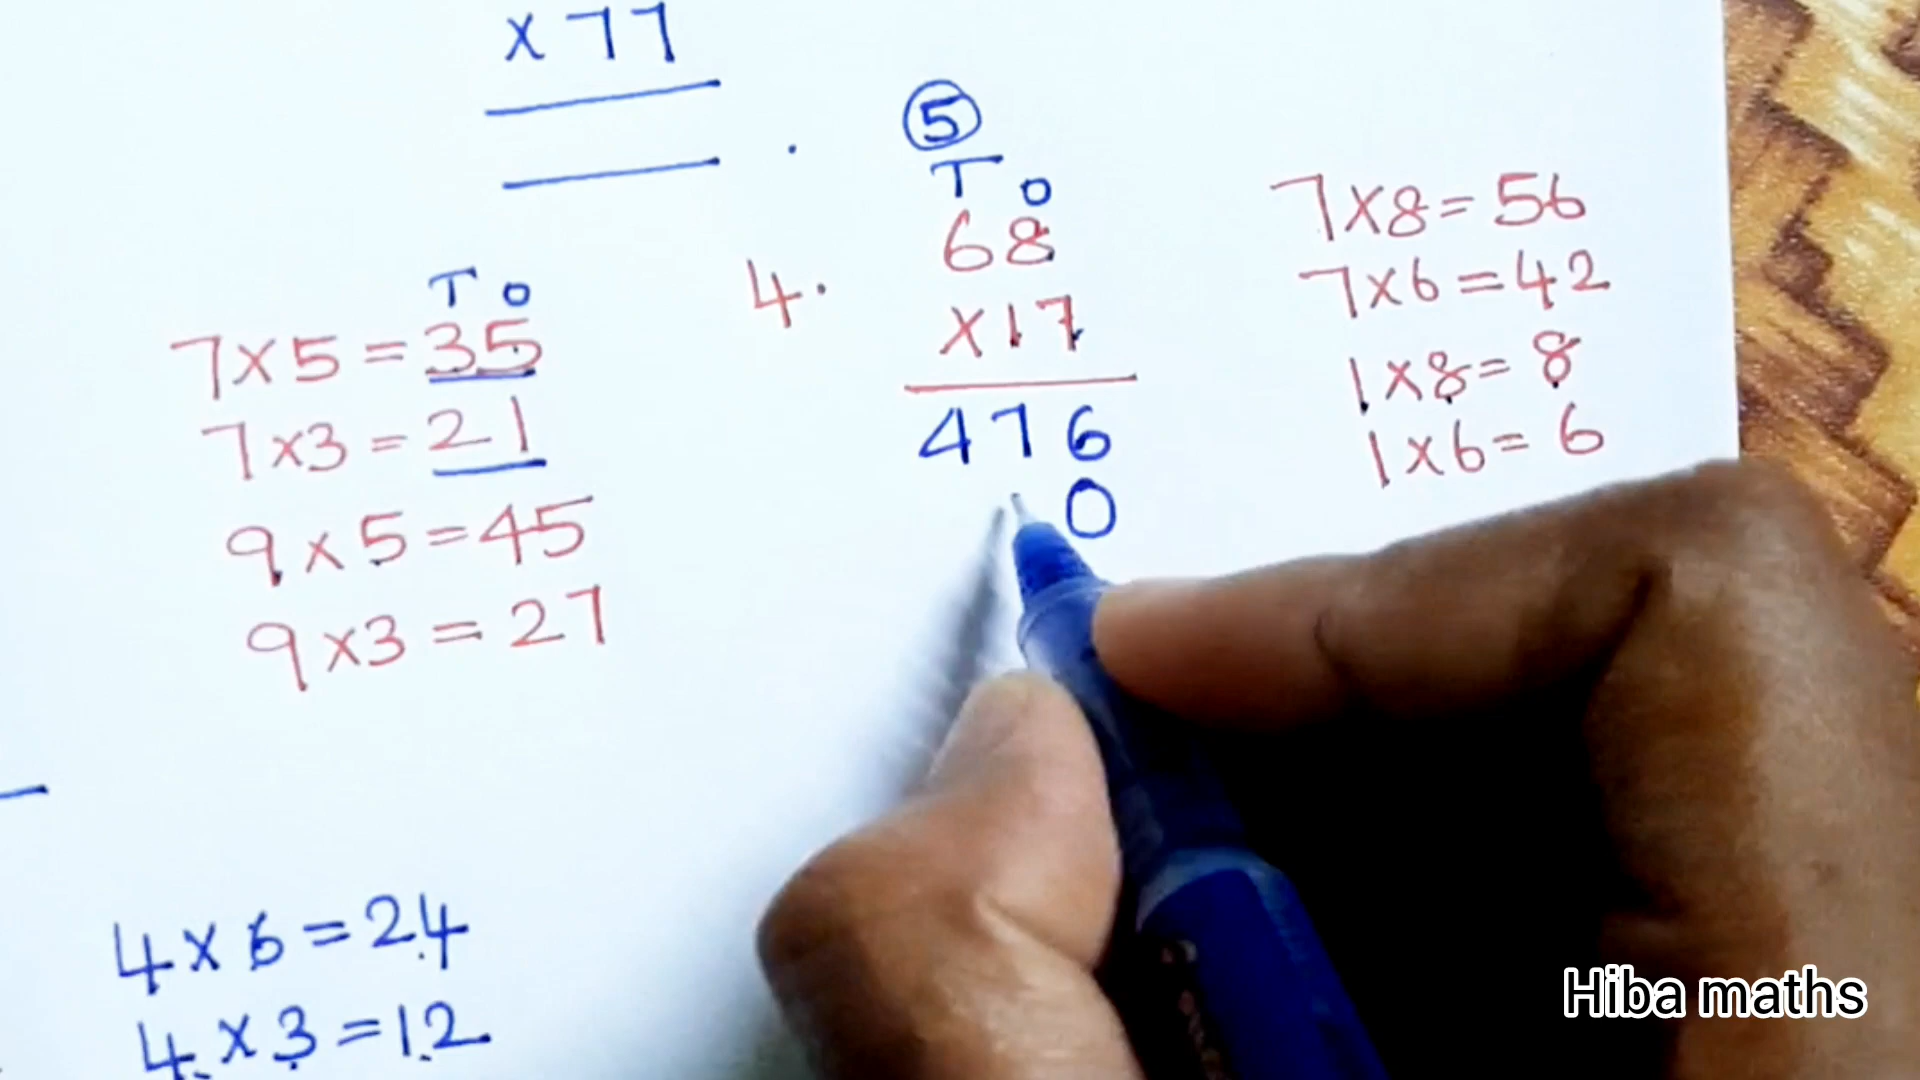 x 77
7x5=35
T O
7x3=21
9x5=45
9x3=27
4x6=24
4x3=12
5
T O
4. 68
x17
476
0
7x8=56
7x6=42
1x8=8
1x6=6
Hiba maths